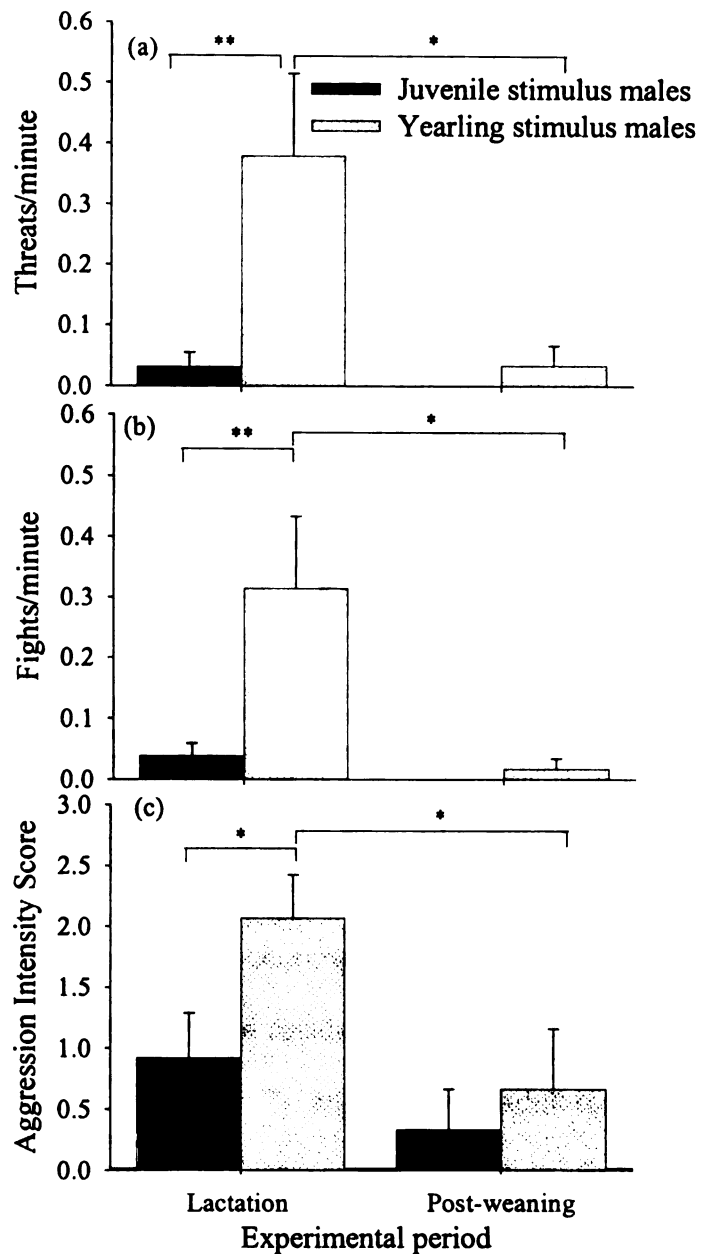 (a)
**
*
Juvenile stimulus males
Yearling stimulus males
Threats/minute
0.6
0.5
0.4
0.3
0.2
0.1
0.0
(b)
**
*
Fights/minute
0.6
0.5
0.4
0.3
0.2
0.1
0.0
(c)
*
*
Aggression Intensity Score
3.0
2.5
2.0
1.5
1.0
0.5
0.0
Lactation
Post-weaning
Experimental period